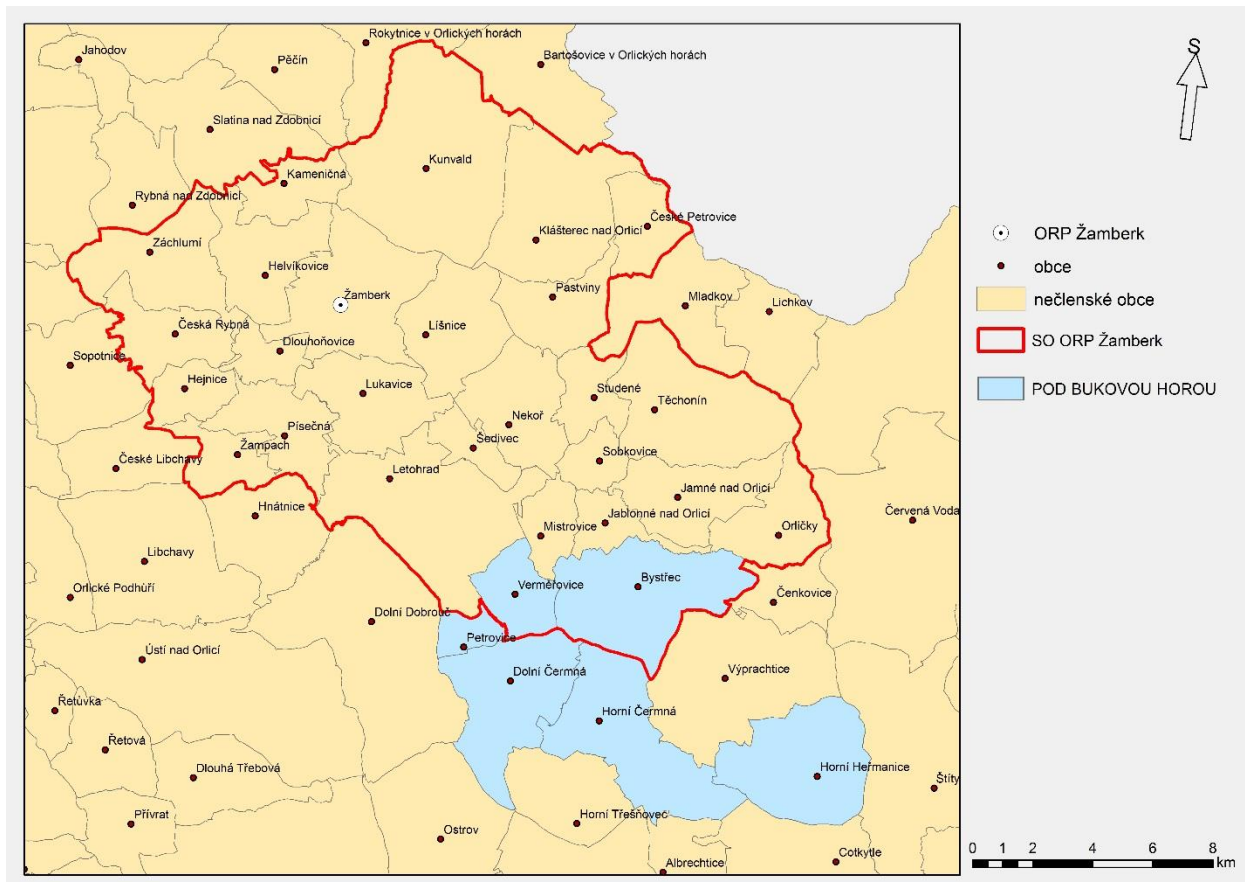 Rokytnice v Orlických horách
Jahodov
Pěčín
Bartošovice v Orlických horách
S
Slatina nad Zdobnicí
Kunvald
Kameničná
Rybná nad Zdobnicí
České Petrovice
Klášterec nad Orlicí
Záchlumí
Helvíkovice
Žamberk
Pastviny
Mladkov
Lichkov
Česká Rybná
Líšnice
Dlouhoňovice
Sopotnice
Hejnice
Lukavice
Studené
Těchonín
Nekoř
Písečná
Šedivec
Žampach
České Libchavy
Sobkovice
Letohrad
Jamné nad Orlicí
Hnátnice
Jablonné nad Orlicí
Mistrovice
Orličky
Červená Voda
Libchavy
Orlické Podhůří
Verměřovice
Bystřec
Čenkovice
Dolní Dobrouč
Petrovice
Ústí nad Orlicí
Dolní Čermná
Výprachtice
Řetůvka
Horní Čermná
Řetová
Dlouhá Třebová
Horní Heřmanice
Štíty
Přívrat
Ostrov
Horní Třešňovec
Albrechtice
Cotkytle
ORP Žamberk
obce
nečlenské obce
SO ORP Žamberk
POD BUKOVOU HOROU
0 1 2 4 6 8
km